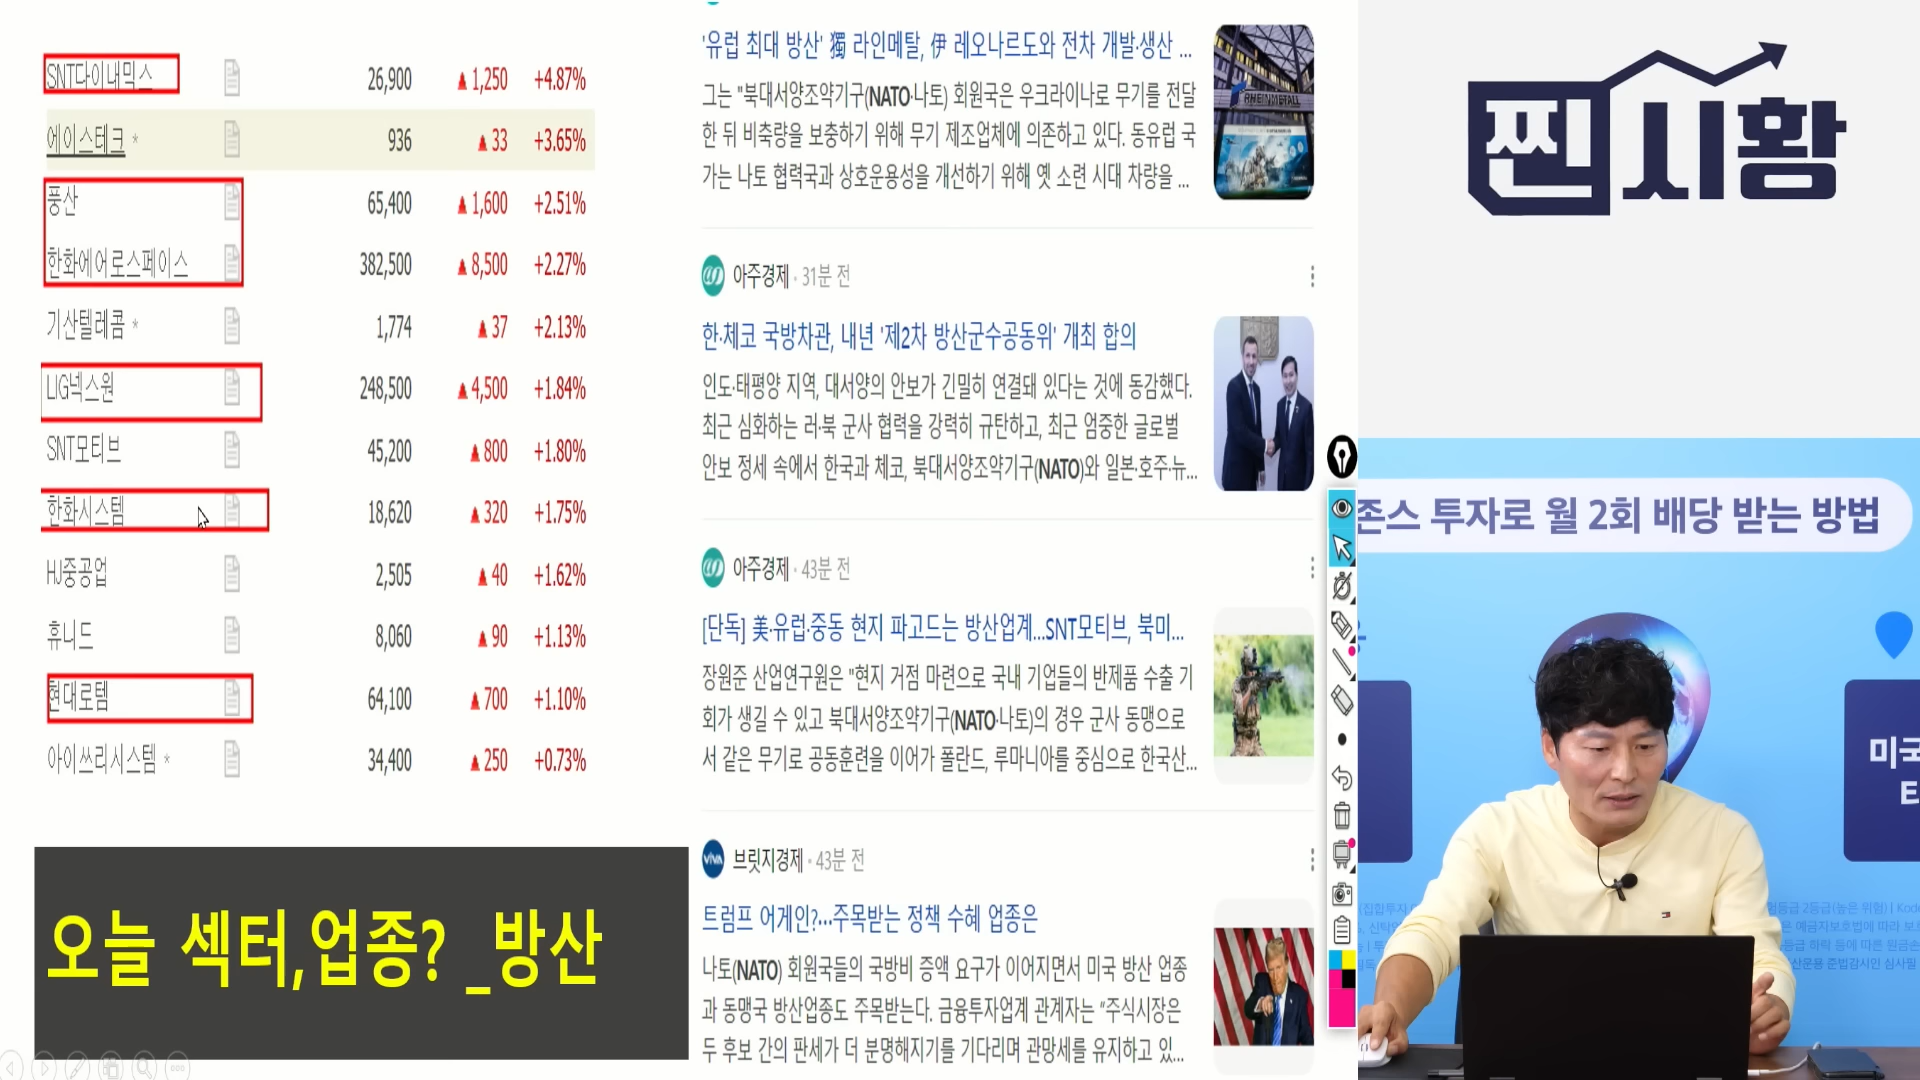 SNT다이내믹스 26,900 ▲ 1,250 +4.87%
에이스테크 * 936 ▲ 33 +3.65%
풍산 65,400 ▲ 1,600 +2.51%
한화에어로스페이스 382,500 ▲ 8,500 +2.27%
기산텔레콤 * 1,774 ▲ 37 +2.13%
LIG넥스원 248,500 ▲ 4,500 +1.84%
SNT모티브 45,200 ▲ 800 +1.80%
한화시스템 18,620 ▲ 320 +1.75%
HJ중공업 2,505 ▲ 40 +1.62%
휴니드 8,060 ▲ 90 +1.13%
현대로템 64,100 ▲ 700 +1.10%
아이쓰리시스템 * 34,400 ▲ 250 +0.73%
오늘 섹터,업종? _방산
'유럽 최대 방산' 獨 라인메탈, 伊 레오나르도와 전차 개발·생산 ...
그는 "북대서양조약기구(NATO·나토) 회원국은 우크라이나로 무기를 전달
한 뒤 비축량을 보충하기 위해 무기 제조업체에 의존하고 있다. 동유럽 국
가는 나토 협력국과 상호운용성을 개선하기 위해 옛 소련 시대 차량을 ...
RHEINMETALL
아주경제 · 31분 전
한·체코 국방차관, 내년 '제2차 방산군수공동위' 개최 합의
인도·태평양 지역, 대서양의 안보가 긴밀히 연결돼 있다는 것에 동감했다.
최근 심화하는 러·북 군사 협력을 강력히 규탄하고, 최근 엄중한 글로벌
안보 정세 속에서 한국과 체코, 북대서양조약기구(NATO)와 일본·호주·뉴...
아주경제 · 43분 전
[단독] 美·유럽·중동 현지 파고드는 방산업계...SNT모티브, 북미...
장원준 산업연구원은 "현지 거점 마련으로 국내 기업들의 반제품 수출 기
회가 생길 수 있고 북대서양조약기구(NATO·나토)의 경우 군사 동맹으로
서 같은 무기로 공동훈련을 이어가 폴란드, 루마니아를 중심으로 한국산...
VIVA 브릿지경제 · 43분 전
트럼프 어게인?…주목받는 정책 수혜 업종은
나토(NATO) 회원국들의 국방비 증액 요구가 이어지면서 미국 방산 업종
과 동맹국 방산업종도 주목받는다. 금융투자업계 관계자는 "주식시장은
두 후보 간의 판세가 더 분명해지기를 기다리며 관망세를 유지하고 있...
찐시황
존스 투자로 월 2회 배당 받는 방법
미국